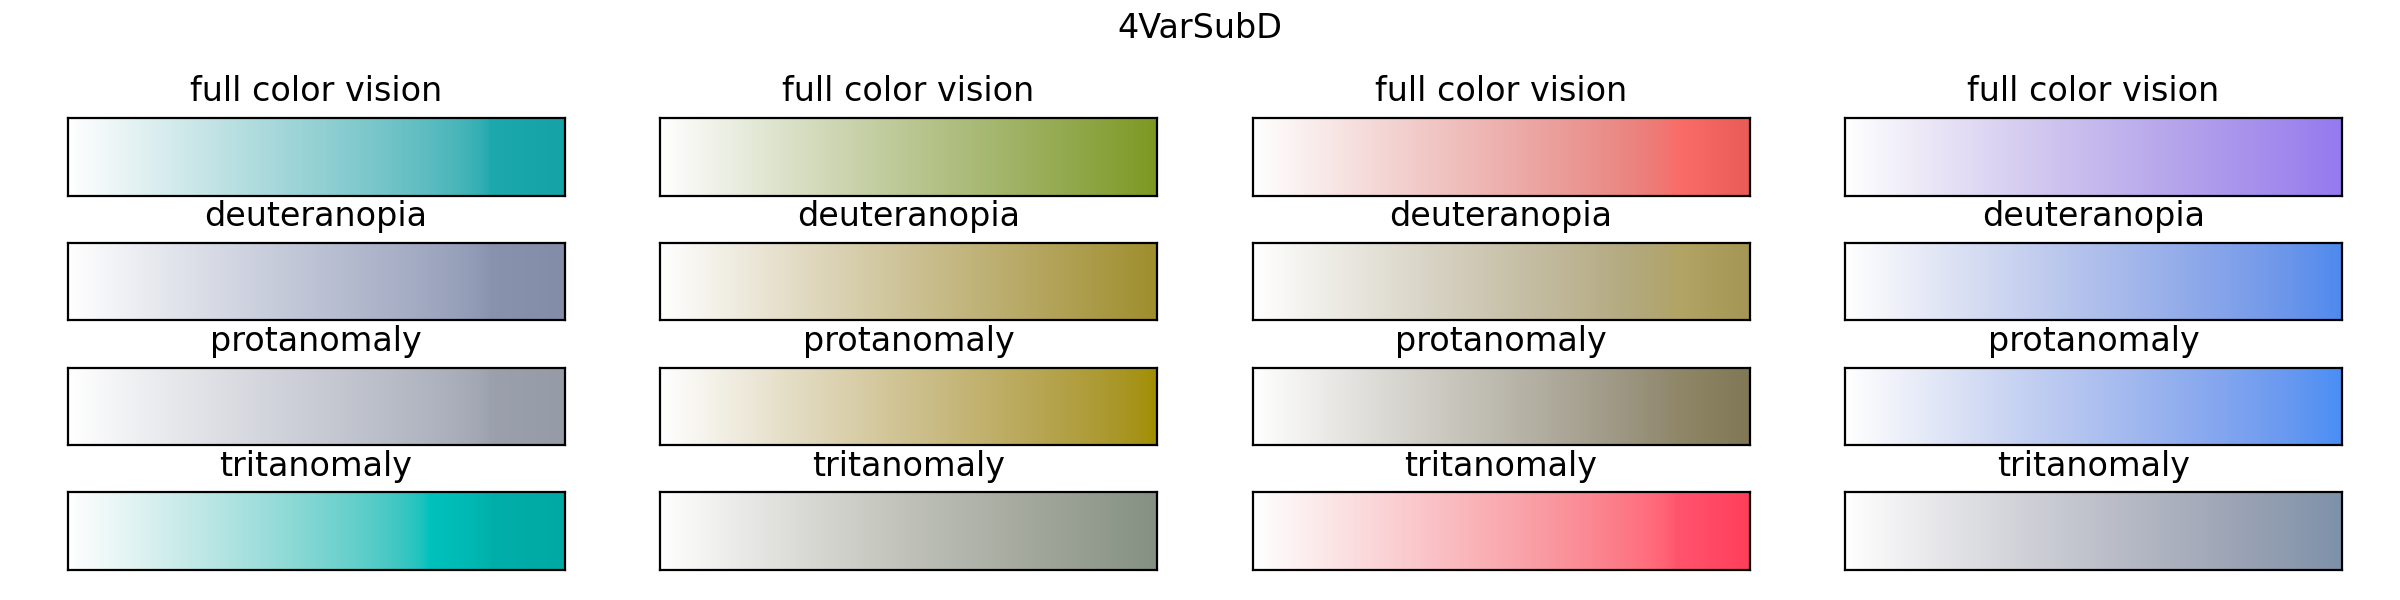 4VarSubD
full color vision full color vision full color vision full color vision
deuteranopia deuteranopia deuteranopia deuteranopia
protanomaly protanomaly protanomaly protanomaly
tritanomaly tritanomaly tritanomaly tritanomaly